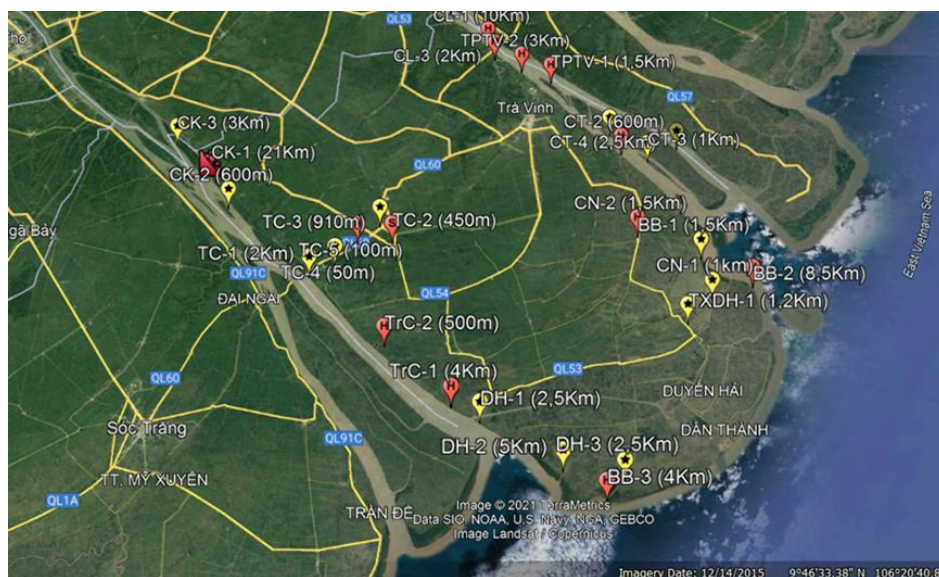 CL-1 (10Km)
QL53
TPTV-2 (3Km)
CL-3 (2Km)
TPTV-1 (1,5Km)
QL57
Trà Vinh
CT-2 (600m)
CK-3 (3Km)
CT-4 (2,5Km)
CT-3 (1Km)
CK-1 (21Km)
QL60
CK-2 (600m)
CN-2 (1,5Km)
TC-3 (910m)
TC-2 (450m)
BB-1 (1,5Km)
East Vietnam Sea
TC-1 (2Km)
TC-5 (100m)
CN-1 (1km)
BB-2 (8,5Km)
TC-4 (50m)
QL91C
ĐẠI NGÃI
QL54
TXDH-1 (1,2Km)
TrC-2 (500m)
TrC-1 (4Km)
QL53
QL60
DUYÊN HẢI
DH-1 (2,5Km)
Sóc Trăng
DÂN THÀNH
QL91C
DH-2 (5Km)
DH-3 (2,5Km)
TT. MỸ XUYÊN
BB-3 (4Km)
QL1A
TRẦN ĐỀ
Image © 2021 TerraMetrics
Data SIO, NOAA, U.S. Navy, NGA, GEBCO
Image Landsat / Copernicus
Imagery Date: 12/14/2015 9°46'33.38" N 106°20'40.8